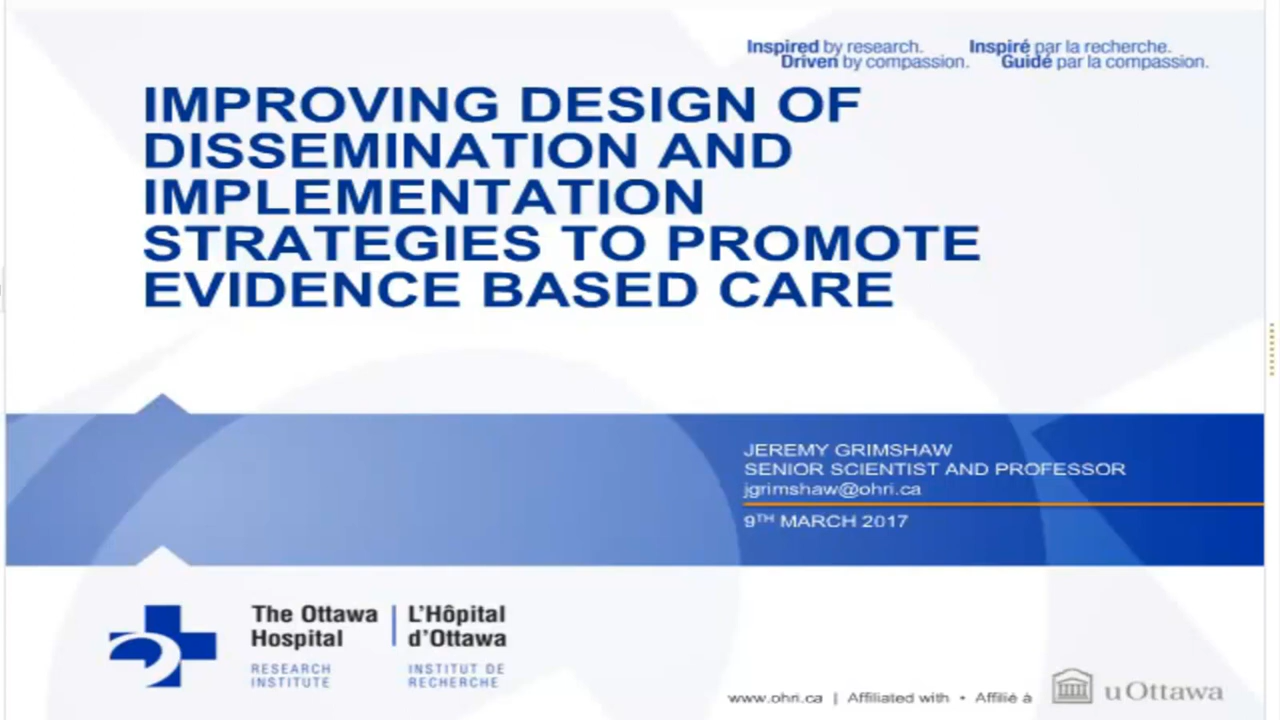 Inspired by research.
Driven by compassion.
Inspiré par la recherche.
Guidé par la compassion.
IMPROVING DESIGN OF
DISSEMINATION AND
IMPLEMENTATION
STRATEGIES TO PROMOTE
EVIDENCE BASED CARE
JEREMY GRIMSHAW
SENIOR SCIENTIST AND PROFESSOR
jgrimshaw@ohri.ca
9TH MARCH 2017
The Ottawa
Hospital
RESEARCH
INSTITUTE
L'Hôpital
d'Ottawa
INSTITUT DE
RECHERCHE
www.ohri.ca | Affiliated with • Affilié à
uOttawa